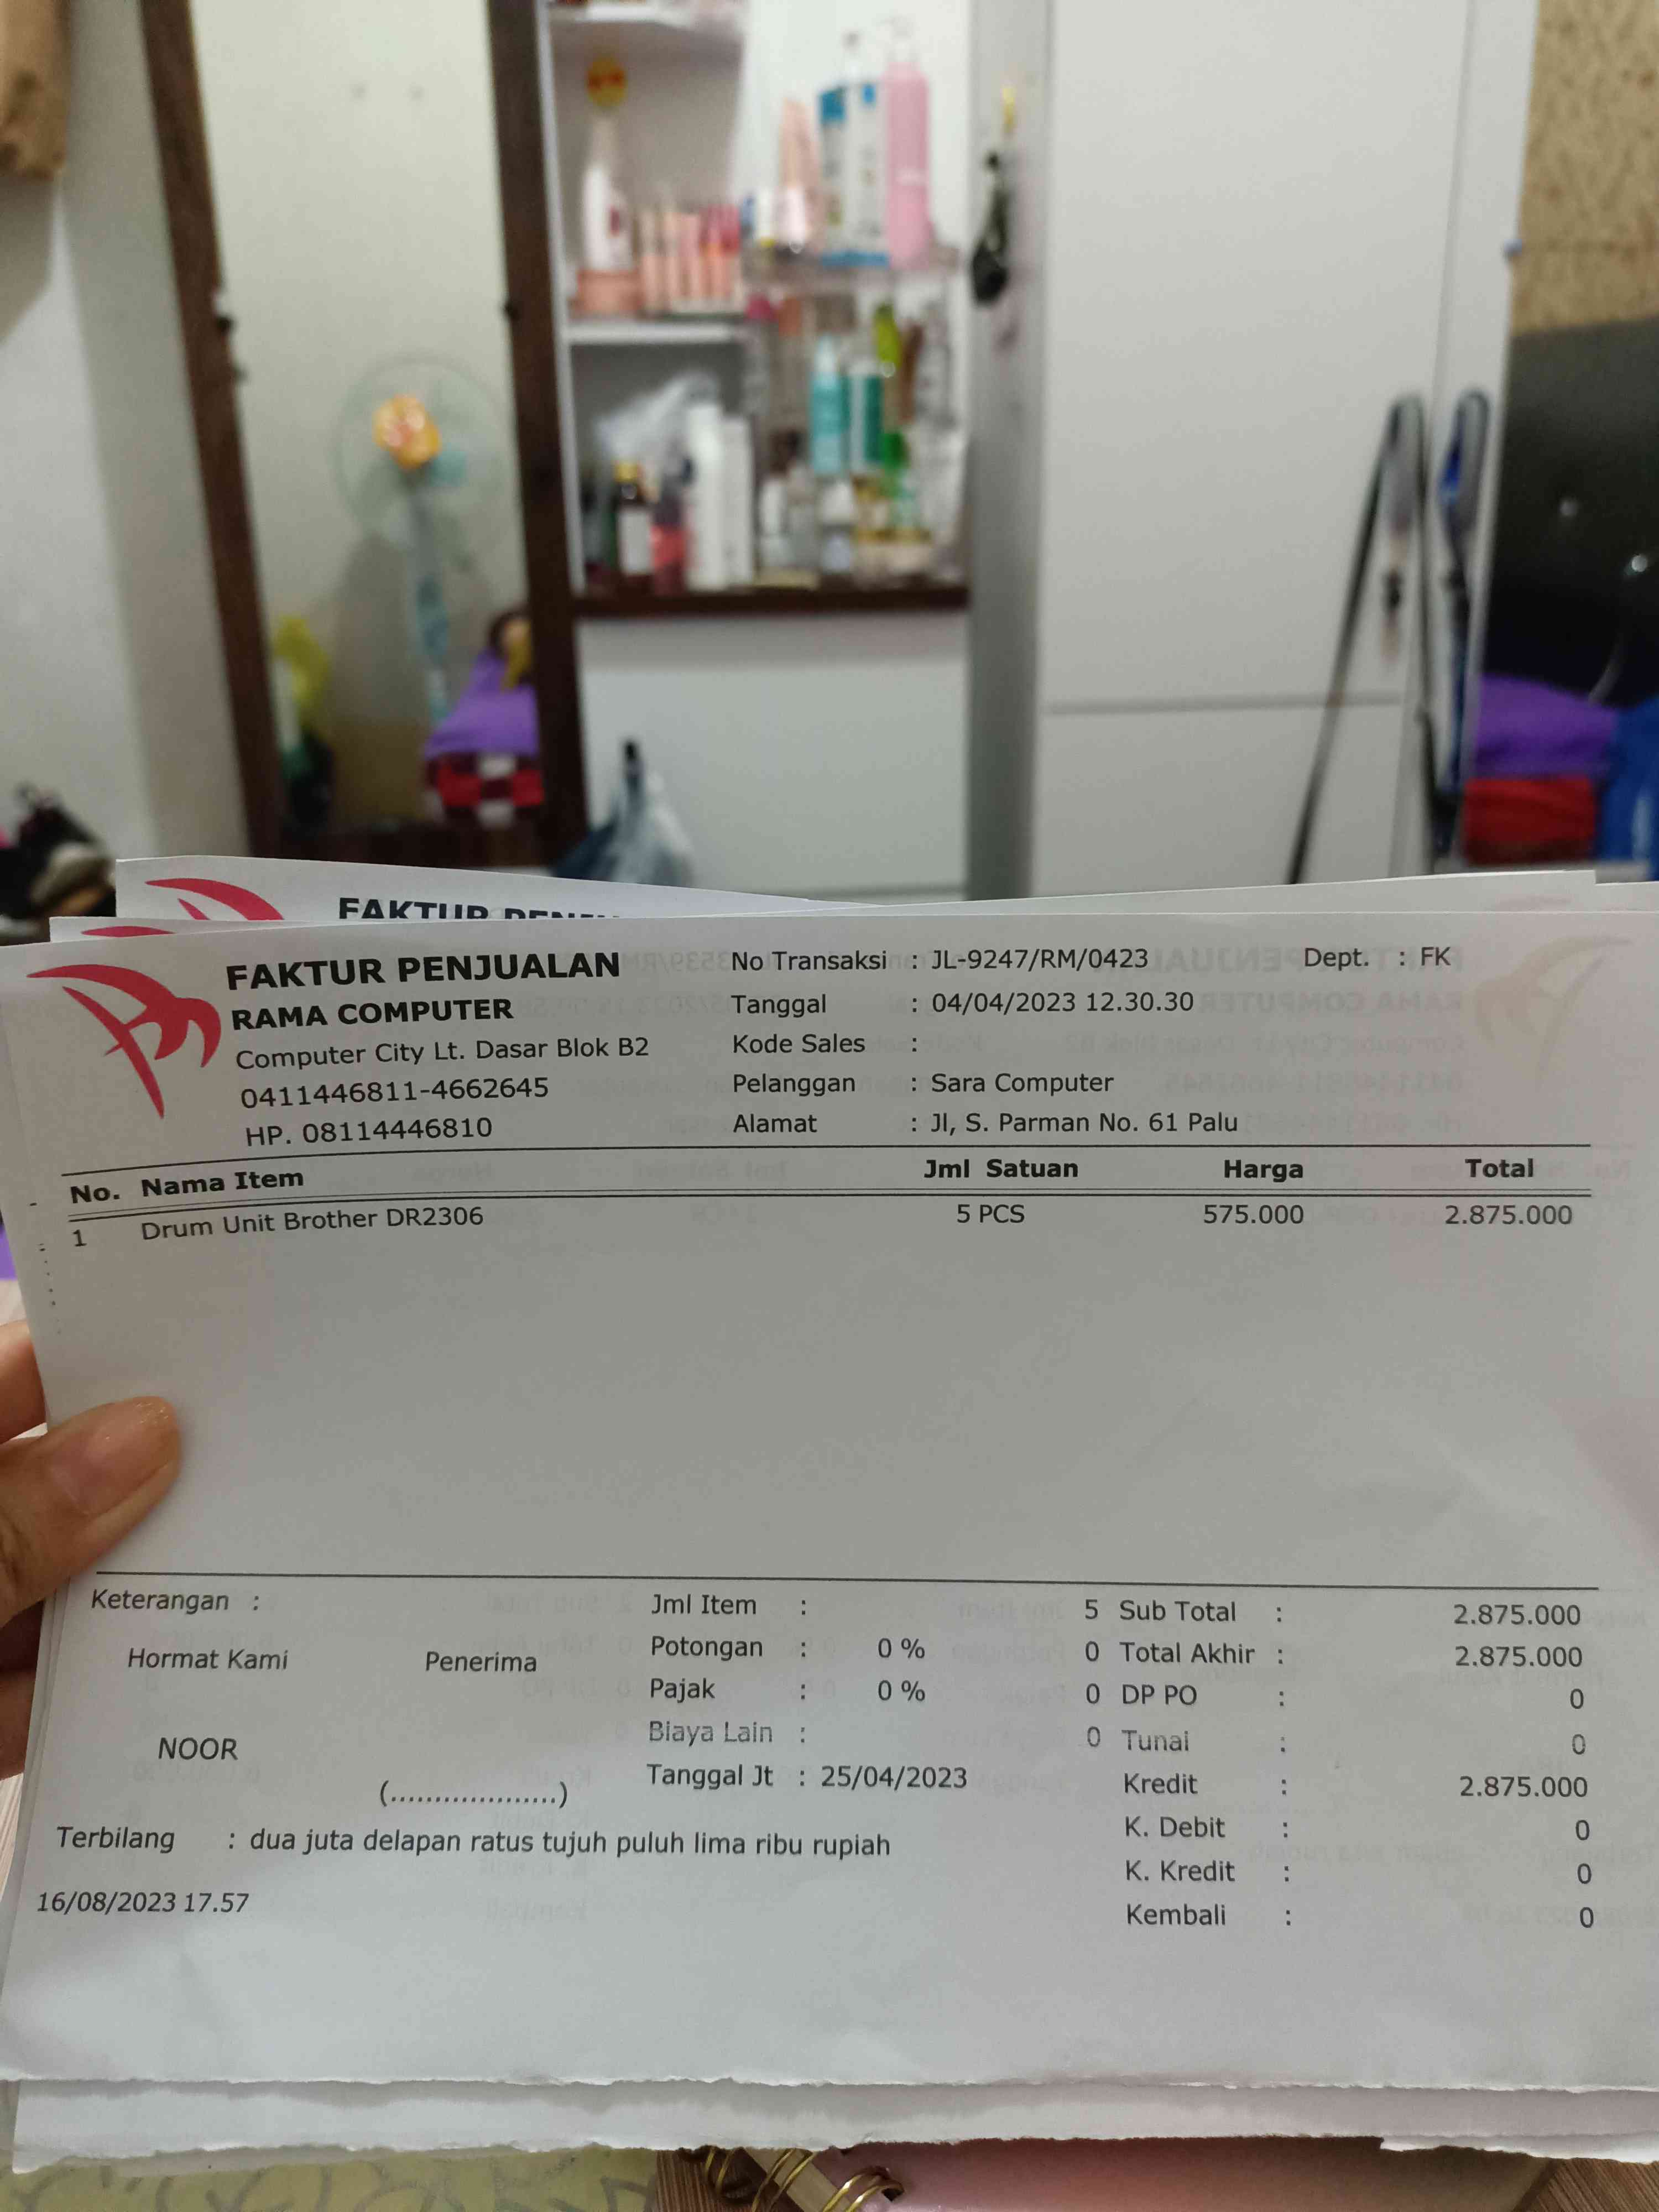 FAKTUR
FAKTUR PENJUALAN
RAMA COMPUTER
Computer City Lt. Dasar Blok B2
0411446811-4662645
HP. 08114446810
No Transaksi : JL-9247/RM/0423 Dept. : FK
Tanggal : 04/04/2023 12.30.30
Kode Sales :
Pelanggan : Sara Computer
Alamat : Jl, S. Parman No. 61 Palu
No. Nama Item Jml Satuan Harga Total
1 Drum Unit Brother DR2306 5 PCS 575.000 2.875.000
Keterangan :
Hormat Kami Penerima
NOOR
(...................)
Jml Item : 5
Potongan : 0 % 0
Pajak : 0 % 0
Biaya Lain : 0
Tanggal Jt : 25/04/2023
Sub Total : 2.875.000
Total Akhir : 2.875.000
DP PO : 0
Tunai : 0
Kredit : 2.875.000
K. Debit : 0
K. Kredit : 0
Kembali : 0
Terbilang : dua juta delapan ratus tujuh puluh lima ribu rupiah
16/08/2023 17.57